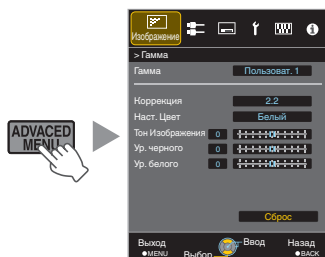 ADVACED
MENU
Изображение
> Гамма
Гамма Пользоват. 1
Коррекция 2.2
Наст. Цвет Белый
Тон Изображения 0
Ур. черного 0
Ур. белого 0
Сброс
Выход Ввод Назад
MENU Выбор BACK